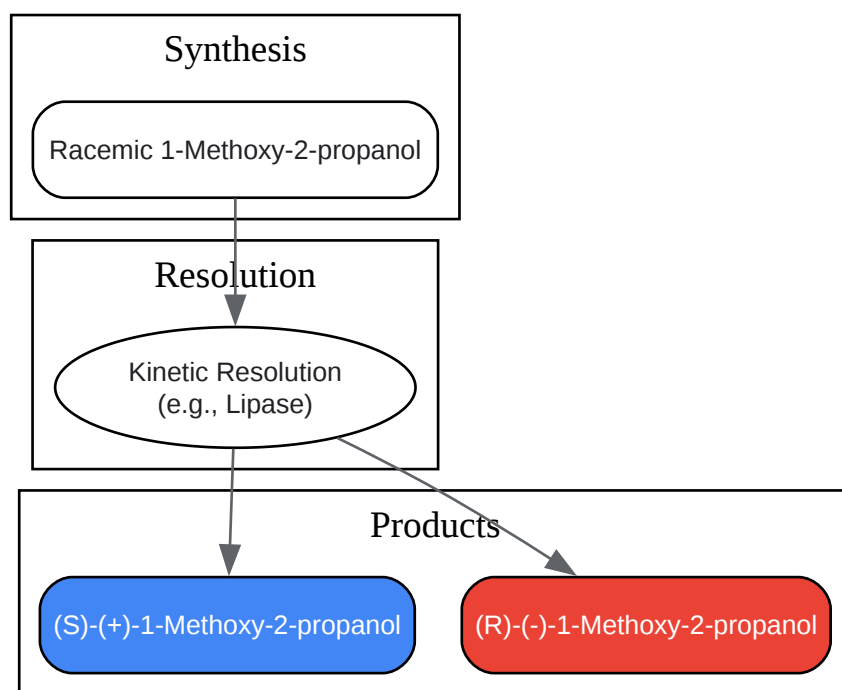 Synthesis
Racemic 1-Methoxy-2-propanol
Resolution
Kinetic Resolution
(e.g., Lipase)
Products
(S)-(+)-1-Methoxy-2-propanol
(R)-(-)-1-Methoxy-2-propanol